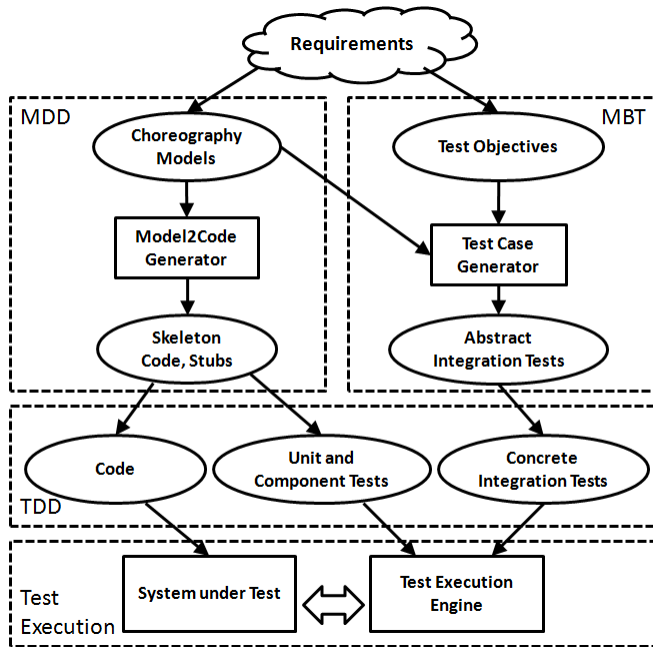 Requirements
MDD
MBT
Choreography
Models
Test Objectives
Model2Code
Generator
Test Case
Generator
Skeleton
Code, Stubs
Abstract
Integration Tests
Code
Unit and
Component Tests
Concrete
Integration Tests
TDD
System under Test
Test Execution
Engine
Test
Execution